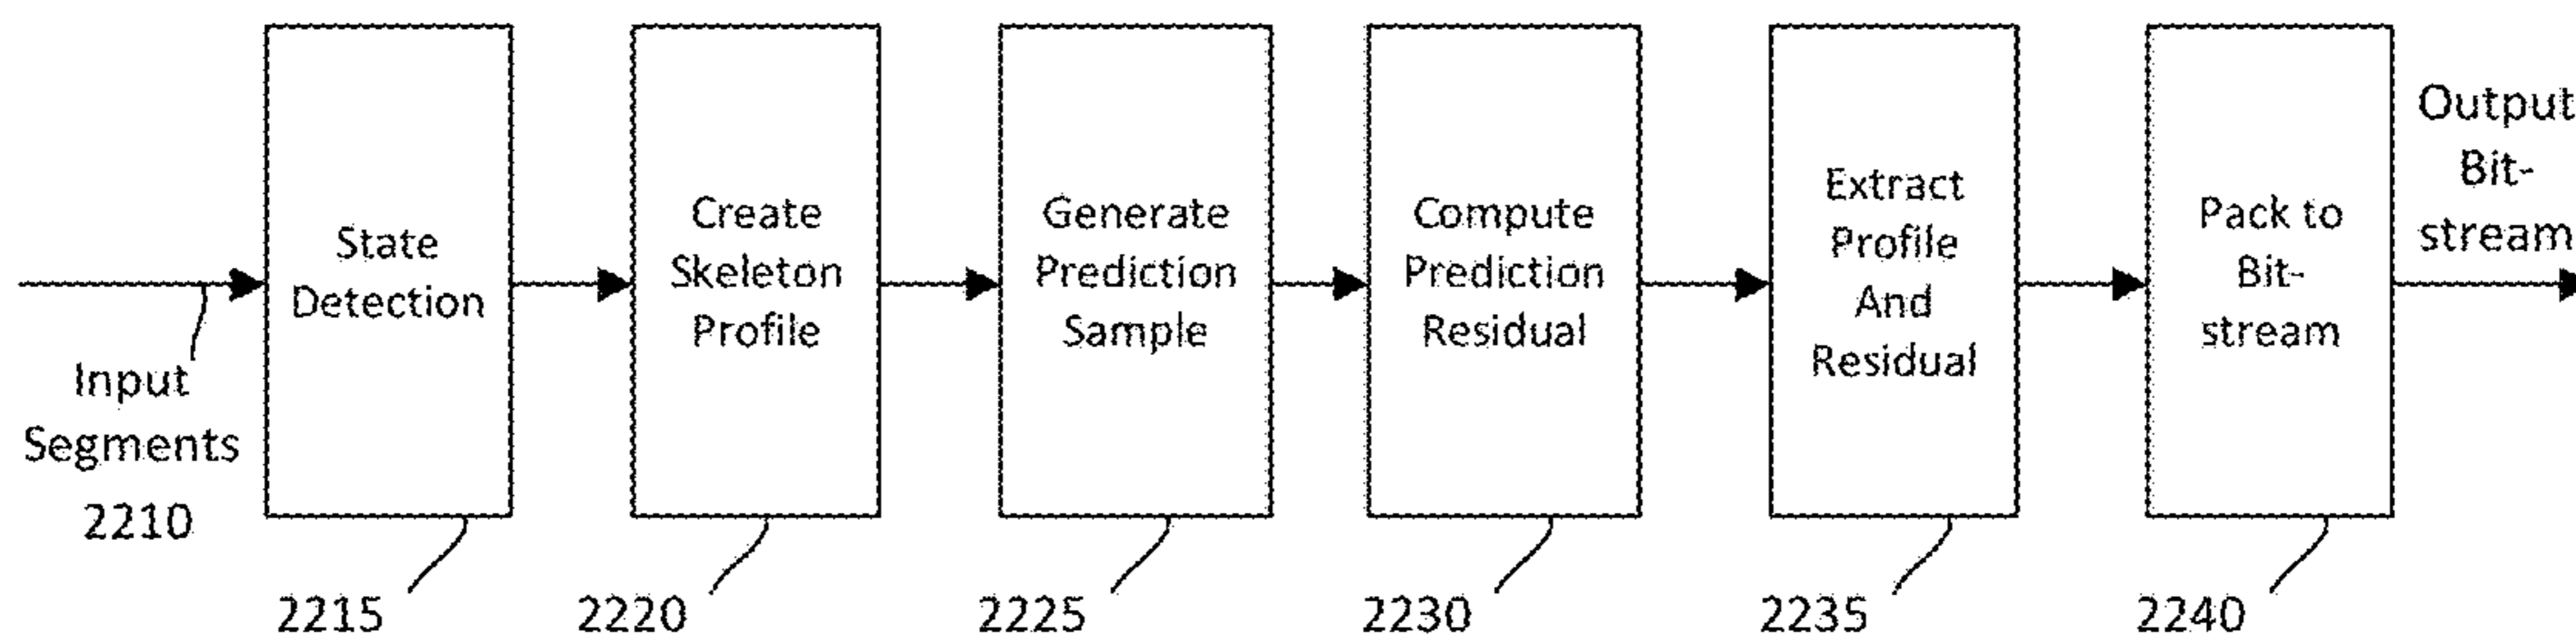 Input
Segments
2210
State
Detection
2215
Create
Skeleton
Profile
2220
Generate
Prediction
Sample
2225
Compute
Prediction
Residual
2230
Extract
Profile
And
Residual
2235
Pack to
Bit-
stream
2240
Output
Bit-
stream